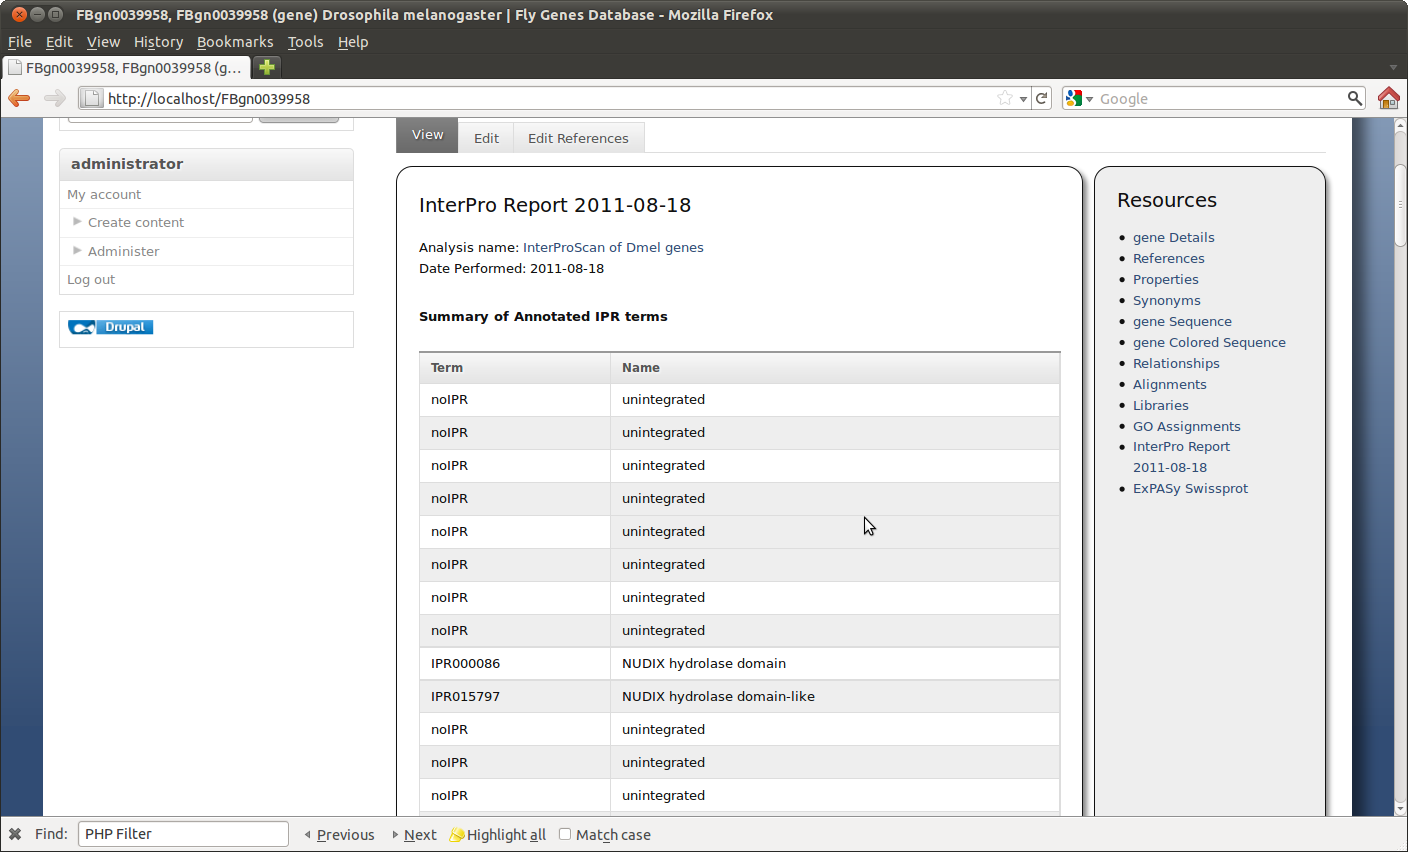 FBgn0039958, FBgn0039958 (gene) Drosophila melanogaster | Fly Genes Database - Mozilla Firefox
File Edit View History Bookmarks Tools Help
FBgn0039958, FBgn0039958 (g...
http://localhost/FBgn0039958
Google
administrator
My account
Create content
Administer
Log out
Drupal
View Edit Edit References
InterPro Report 2011-08-18
Analysis name: InterProScan of Dmel genes
Date Performed: 2011-08-18
Summary of Annotated IPR terms
Term Name
noIPR unintegrated
noIPR unintegrated
noIPR unintegrated
noIPR unintegrated
noIPR unintegrated
noIPR unintegrated
noIPR unintegrated
noIPR unintegrated
IPR000086 NUDIX hydrolase domain
IPR015797 NUDIX hydrolase domain-like
noIPR unintegrated
noIPR unintegrated
noIPR unintegrated
Resources
gene Details
References
Properties
Synonyms
gene Sequence
gene Colored Sequence
Relationships
Alignments
Libraries
GO Assignments
InterPro Report
2011-08-18
ExPASy Swissprot
Find: PHP Filter Previous Next Highlight all Match case